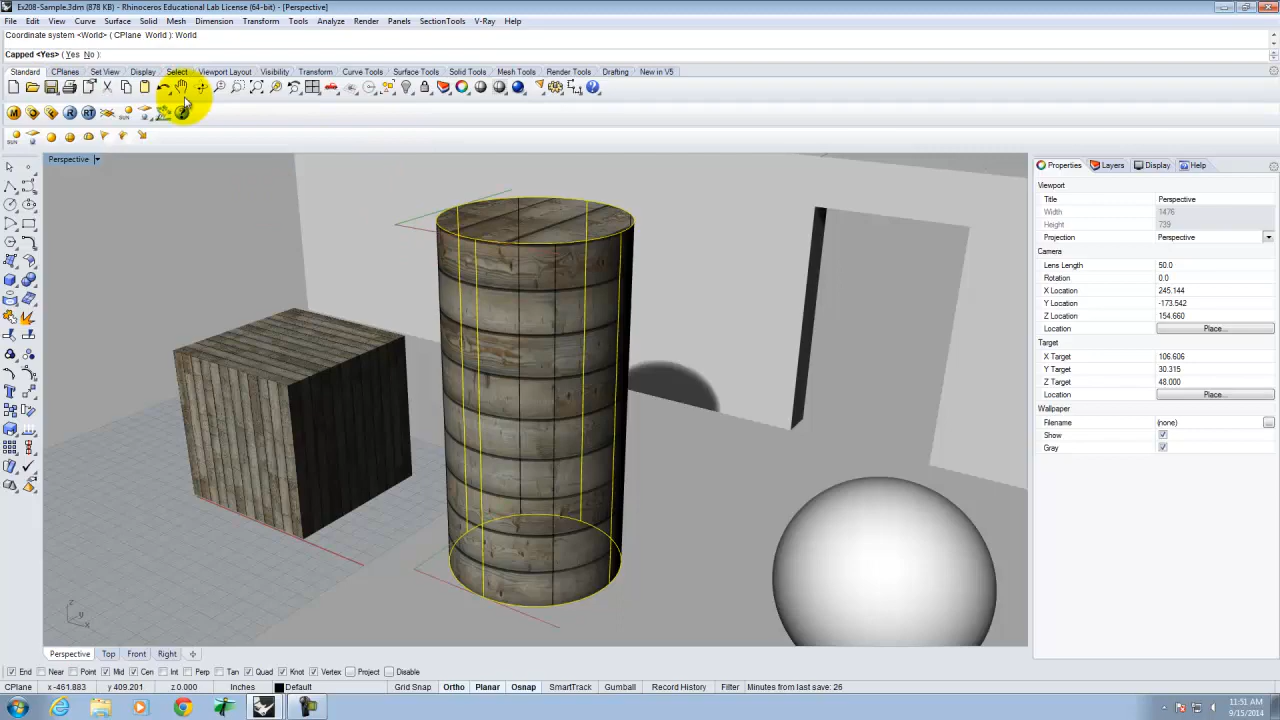 Ex208-Sample.3dm (878 KB) - Rhinoceros Educational Lab License (64-bit) - [Perspective]
File Edit View Curve Surface Solid Mesh Dimension Transform Tools Analyze Render Panels SectionTools V-Ray Help
Coordinate system <World> ( CPlane World ): World
Capped <Yes> ( Yes No ):
Standard CPlanes Set View Display Select Viewport Layout Visibility Transform Curve Tools Surface Tools Solid Tools Mesh Tools Render Tools Drafting New in V5
M R RT SUN
SUN
Perspective
Properties Layers Display Help
Viewport
Title Perspective
Width 1476
Height 739
Projection Perspective
Camera
Lens Length 50.0
Rotation 0.0
X Location 245.144
Y Location -173.542
Z Location 154.660
Location Place...
Target
X Target 106.606
Y Target 30.315
Z Target 48.000
Location Place...
Wallpaper
Filename (none)
Show
Gray
z
y
x
Perspective Top Front Right
End Near Point Mid Cen Int Perp Tan Quad Knot Vertex Project Disable
CPlane x -461.883 y 409.201 z 0.000 Inches Default Grid Snap Ortho Planar Osnap SmartTrack Gumball Record History Filter Minutes from last save: 26
11:51 AM
9/15/2014